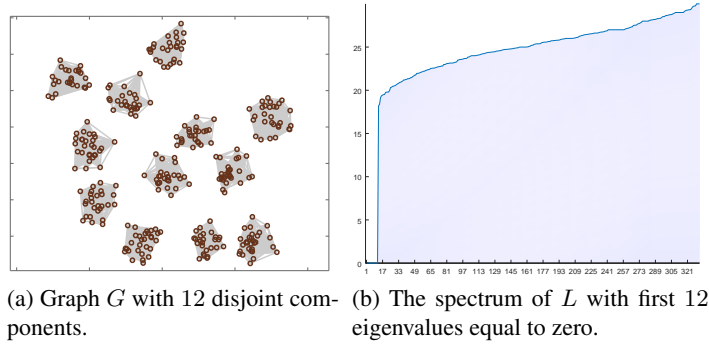 25
20
15
10
5
0
1 17 33 49 65 81 97 113 129 145 161 177 193 209 225 241 257 273 289 305 321
(a) Graph G with 12 disjoint com-
ponents.
(b) The spectrum of L with first 12
eigenvalues equal to zero.